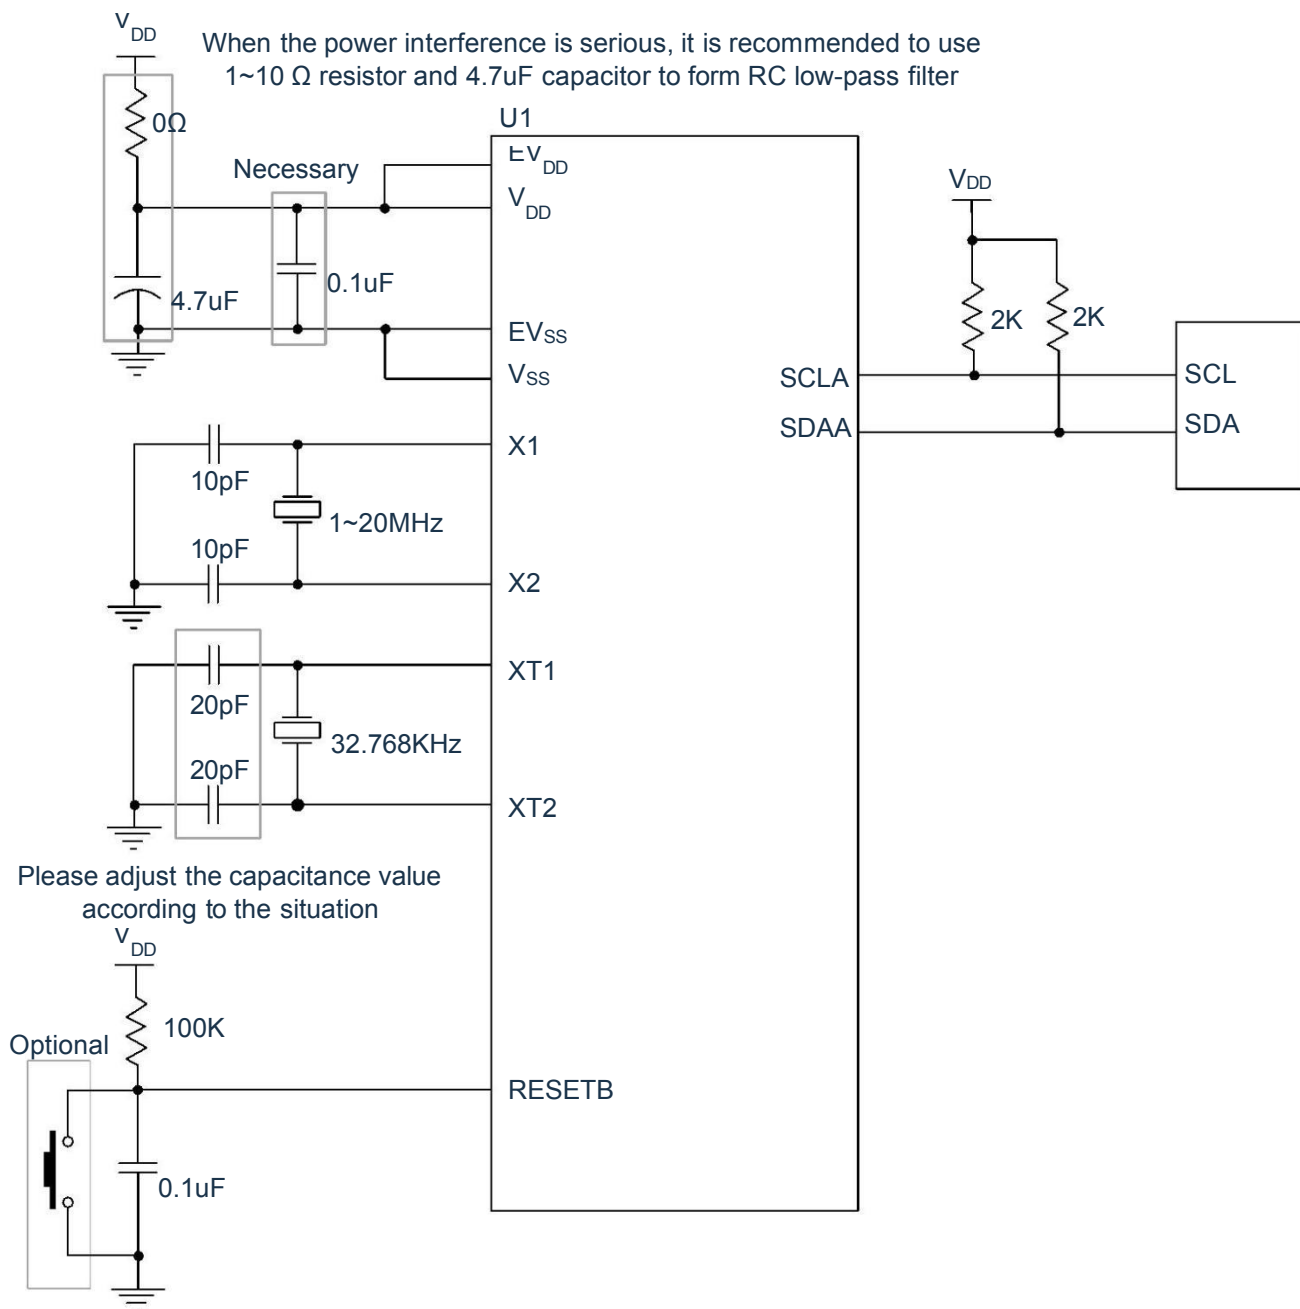 VDD
When the power interference is serious, it is recommended to use
1~10 Ω resistor and 4.7uF capacitor to form RC low-pass filter
0Ω
U1
Necessary
EVDD
VDD
0.1uF
4.7uF
EVSS
VSS
VDD
2K
2K
SCLA
SCL
SDAA
SDA
X1
10pF
1~20MHz
10pF
X2
XT1
20pF
32.768KHz
20pF
XT2
Please adjust the capacitance value
according to the situation
VDD
100K
Optional
RESETB
0.1uF